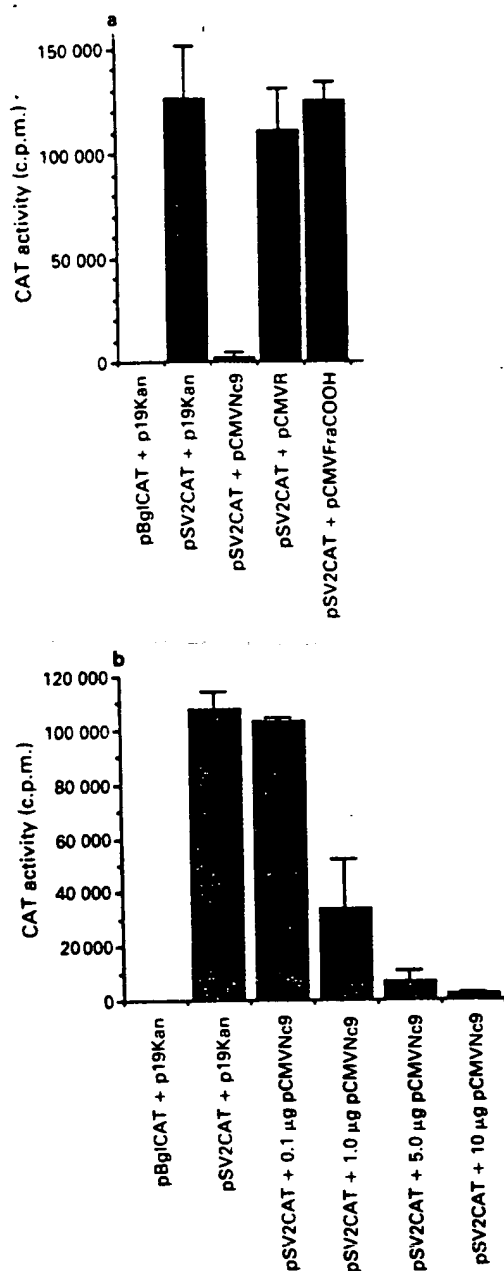 a
150 000
100 000
50 000
0
CAT activity (c.p.m.)
pBglCAT + p19Kan
pSV2CAT + p19Kan
pSV2CAT + pCMVNc9
pSV2CAT + pCMVR
pSV2CAT + pCMVFraCOOH
b
120 000
100 000
80 000
60 000
40 000
20 000
0
CAT activity (c.p.m.)
pBglCAT + p19Kan
pSV2CAT + p19Kan
pSV2CAT + 0.1 µg pCMVNc9
pSV2CAT + 1.0 µg pCMVNc9
pSV2CAT + 5.0 µg pCMVNc9
pSV2CAT + 10 µg pCMVNc9